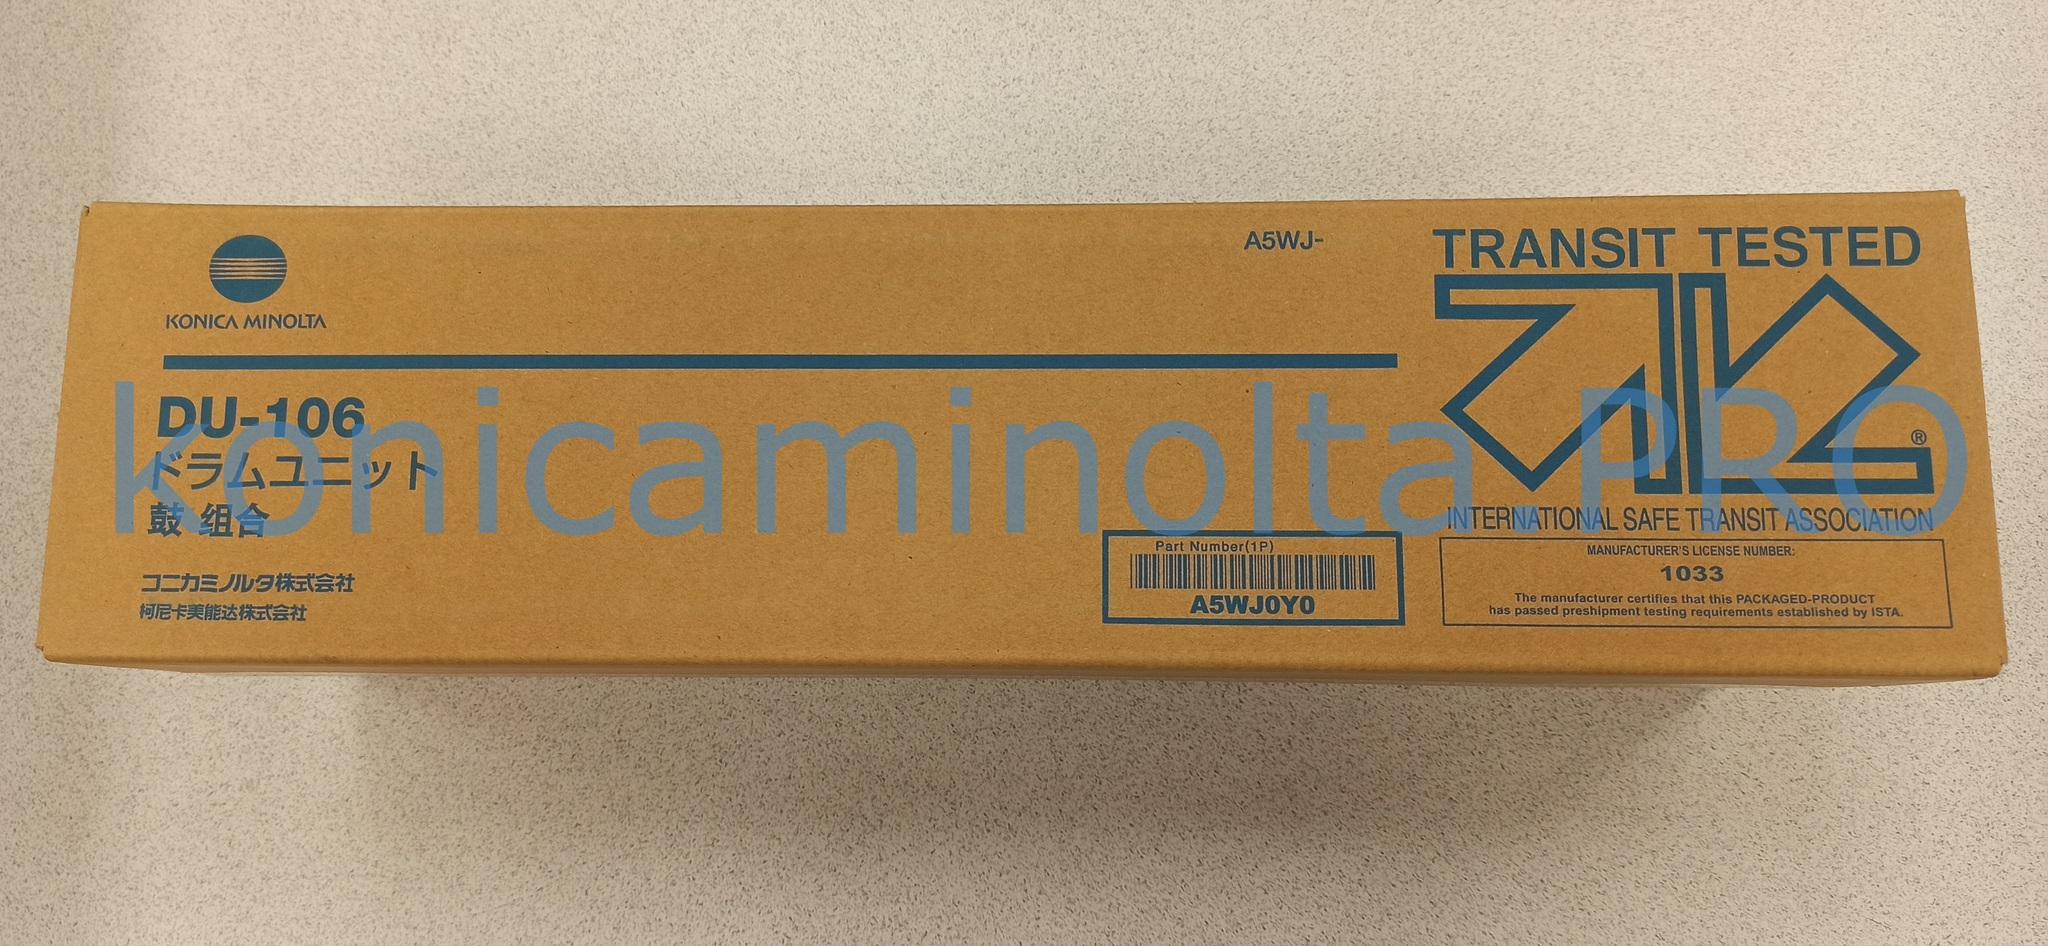 KONICA MINOLTA
A5WJ-
DU-106
ドラムユニット
鼓 组合
コニカミノルタ株式会社
柯尼卡美能达株式会社
Part Number(1P)
A5WJ0Y0
TRANSIT TESTED
®
INTERNATIONAL SAFE TRANSIT ASSOCIATION
MANUFACTURER'S LICENSE NUMBER:
1033
The manufacturer certifies that this PACKAGED-PRODUCT
has passed preshipment testing requirements established by ISTA.
konicaminolta PRO